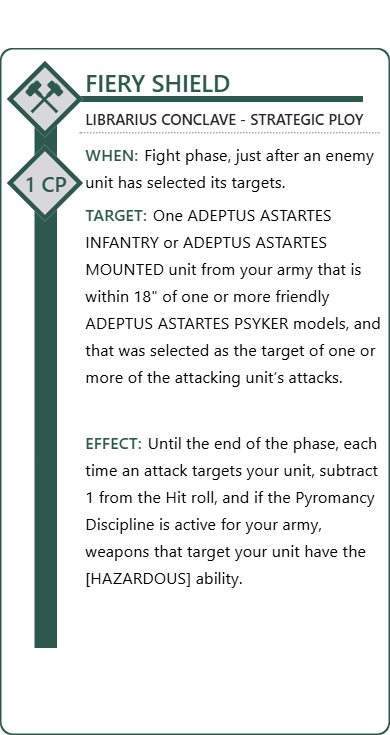 FIERY SHIELD
LIBRARIUS CONCLAVE - STRATEGIC PLOY
1 CP
WHEN: Fight phase, just after an enemy
unit has selected its targets.
TARGET: One ADEPTUS ASTARTES
INFANTRY or ADEPTUS ASTARTES
MOUNTED unit from your army that is
within 18" of one or more friendly
ADEPTUS ASTARTES PSYKER models, and
that was selected as the target of one or
more of the attacking unit's attacks.
EFFECT: Until the end of the phase, each
time an attack targets your unit, subtract
1 from the Hit roll, and if the Pyromancy
Discipline is active for your army,
weapons that target your unit have the
[HAZARDOUS] ability.